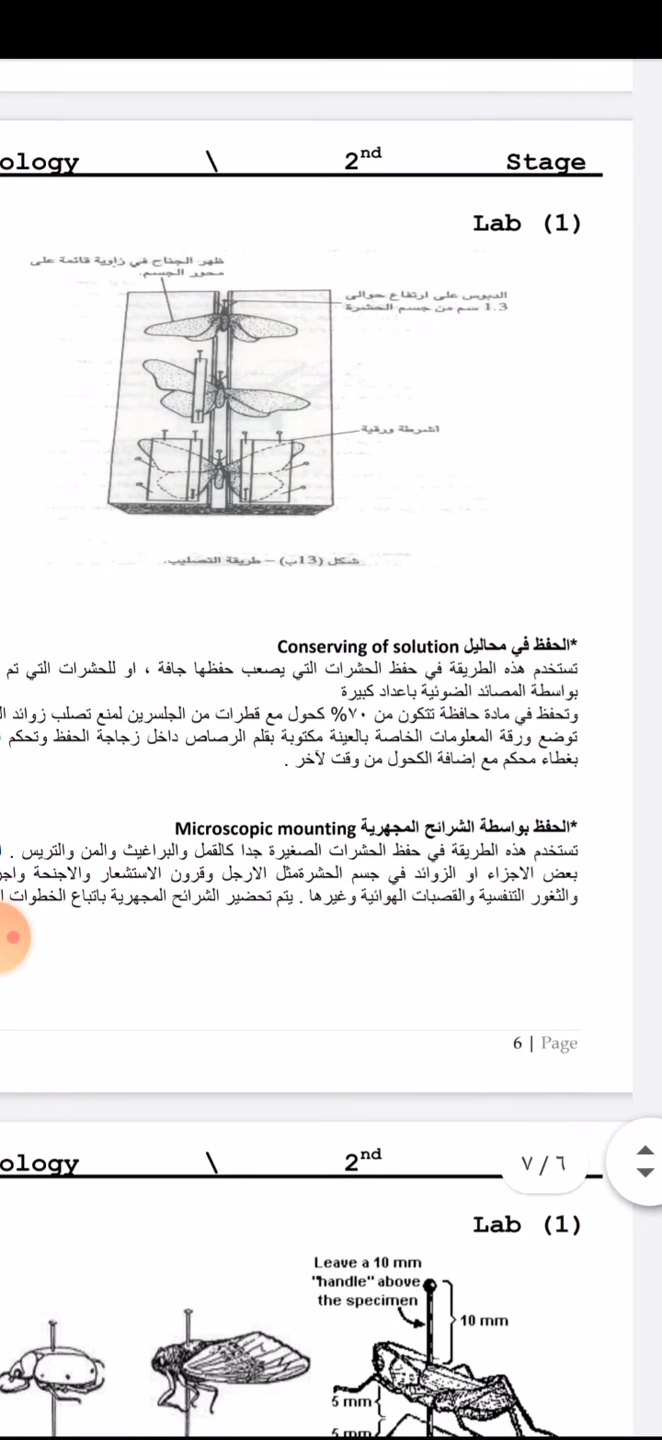 ology \ 2nd Stage
Lab (1)
ظهر الجناح في زاوية قائمة على
محور الجسم.
الدبوس على ارتفاع حوالى
1.3 سم من جسم الحشرة
اشرطة ورقية
شكل (13ب) – طريقة التصليب.
*الحفظ في محاليل Conserving of solution
تستخدم هذه الطريقة في حفظ الحشرات التي يصعب حفظها جافة ، او للحشرات التي تم
بواسطة المصائد الضوئية باعداد كبيرة
وتحفظ في مادة حافظة تتكون من ٧٠% كحول مع قطرات من الجلسرين لمنع تصلب زوائد
توضع ورقة المعلومات الخاصة بالعينة مكتوبة بقلم الرصاص داخل زجاجة الحفظ وتحكم
بغطاء محكم مع إضافة الكحول من وقت لآخر .
*الحفظ بواسطة الشرائح المجهرية Microscopic mounting
تستخدم هذه الطريقة في حفظ الحشرات الصغيرة جدا كالقمل والبراغيث والمن والتربس .
بعض الاجزاء او الزوائد في جسم الحشرةمثل الارجل وقرون الاستشعار والاجنحة
والثغور التنفسية والقصبات الهوائية وغيرها . يتم تحضير الشرائح المجهرية باتباع الخطوات
6 | Page
ology \ 2nd
٧ / ٦
Lab (1)
Leave a 10 mm
"handle" above
the specimen
10 mm
5 mm
5 mm